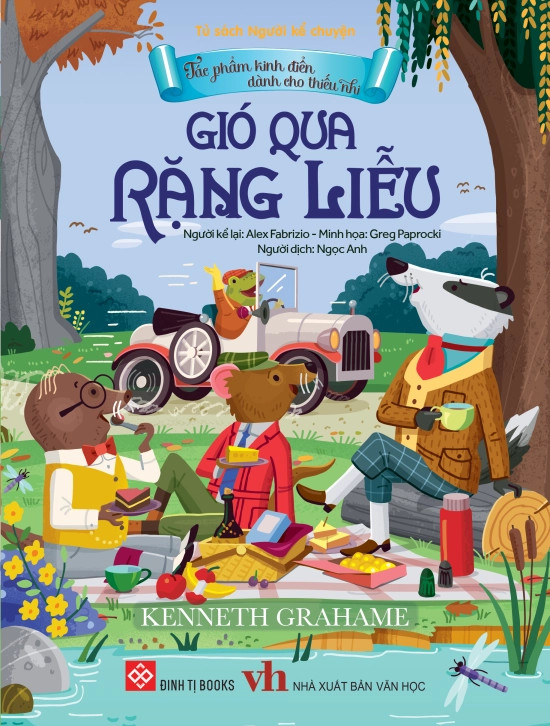 Tủ sách Người kể chuyện
Tác phẩm kinh điển
dành cho thiếu nhi
GIÓ QUA
RẶNG LIỄU
Người kể lại: Alex Fabrizio - Minh họa: Greg Paprocki
Người dịch: Ngọc Anh
KENNETH GRAHAME
ĐINH TỊ BOOKS
vh NHÀ XUẤT BẢN VĂN HỌC